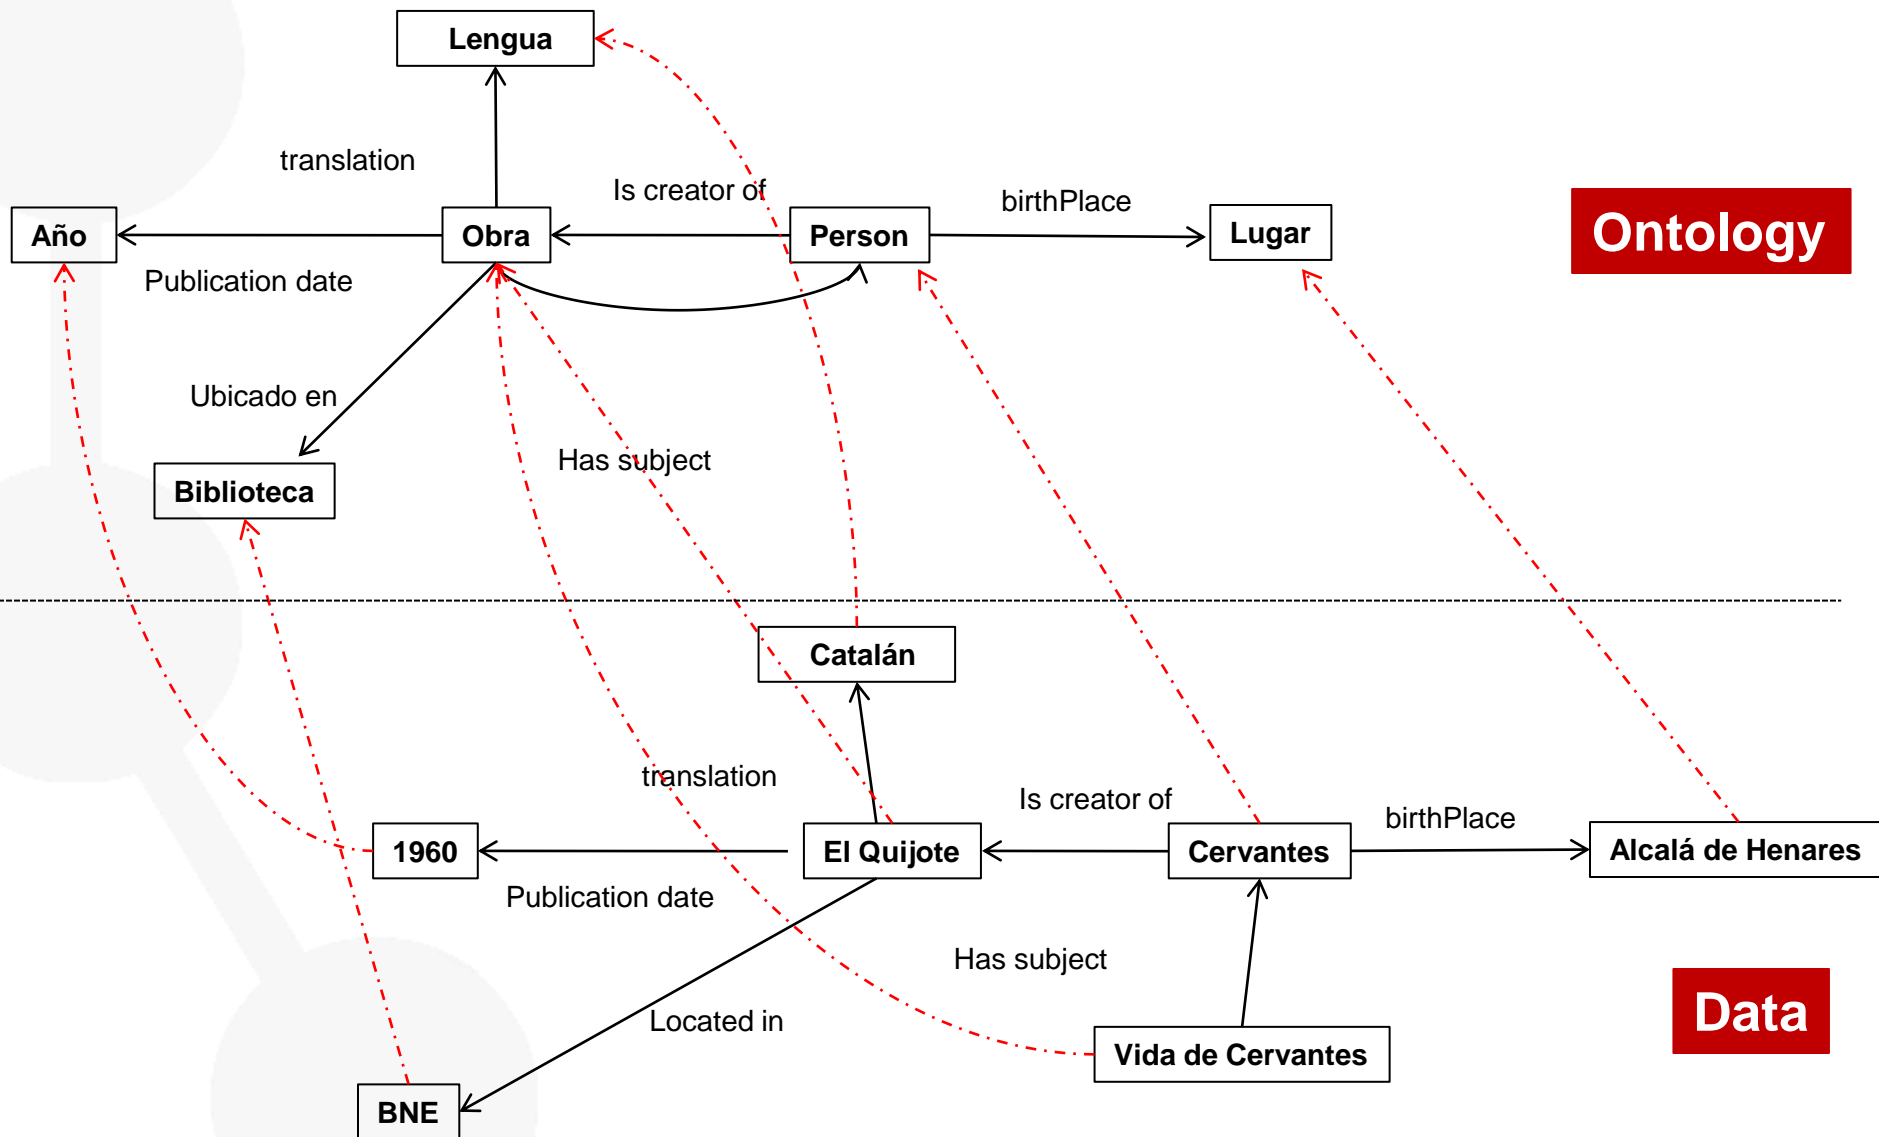 Lengua
translation
Is creator of
birthPlace
Año
Obra
Person
Lugar
Ontology
Publication date
Ubicado en
Has subject
Biblioteca
Catalán
translation
Is creator of
birthPlace
1960
El Quijote
Cervantes
Alcalá de Henares
Publication date
Has subject
Located in
Data
Vida de Cervantes
BNE